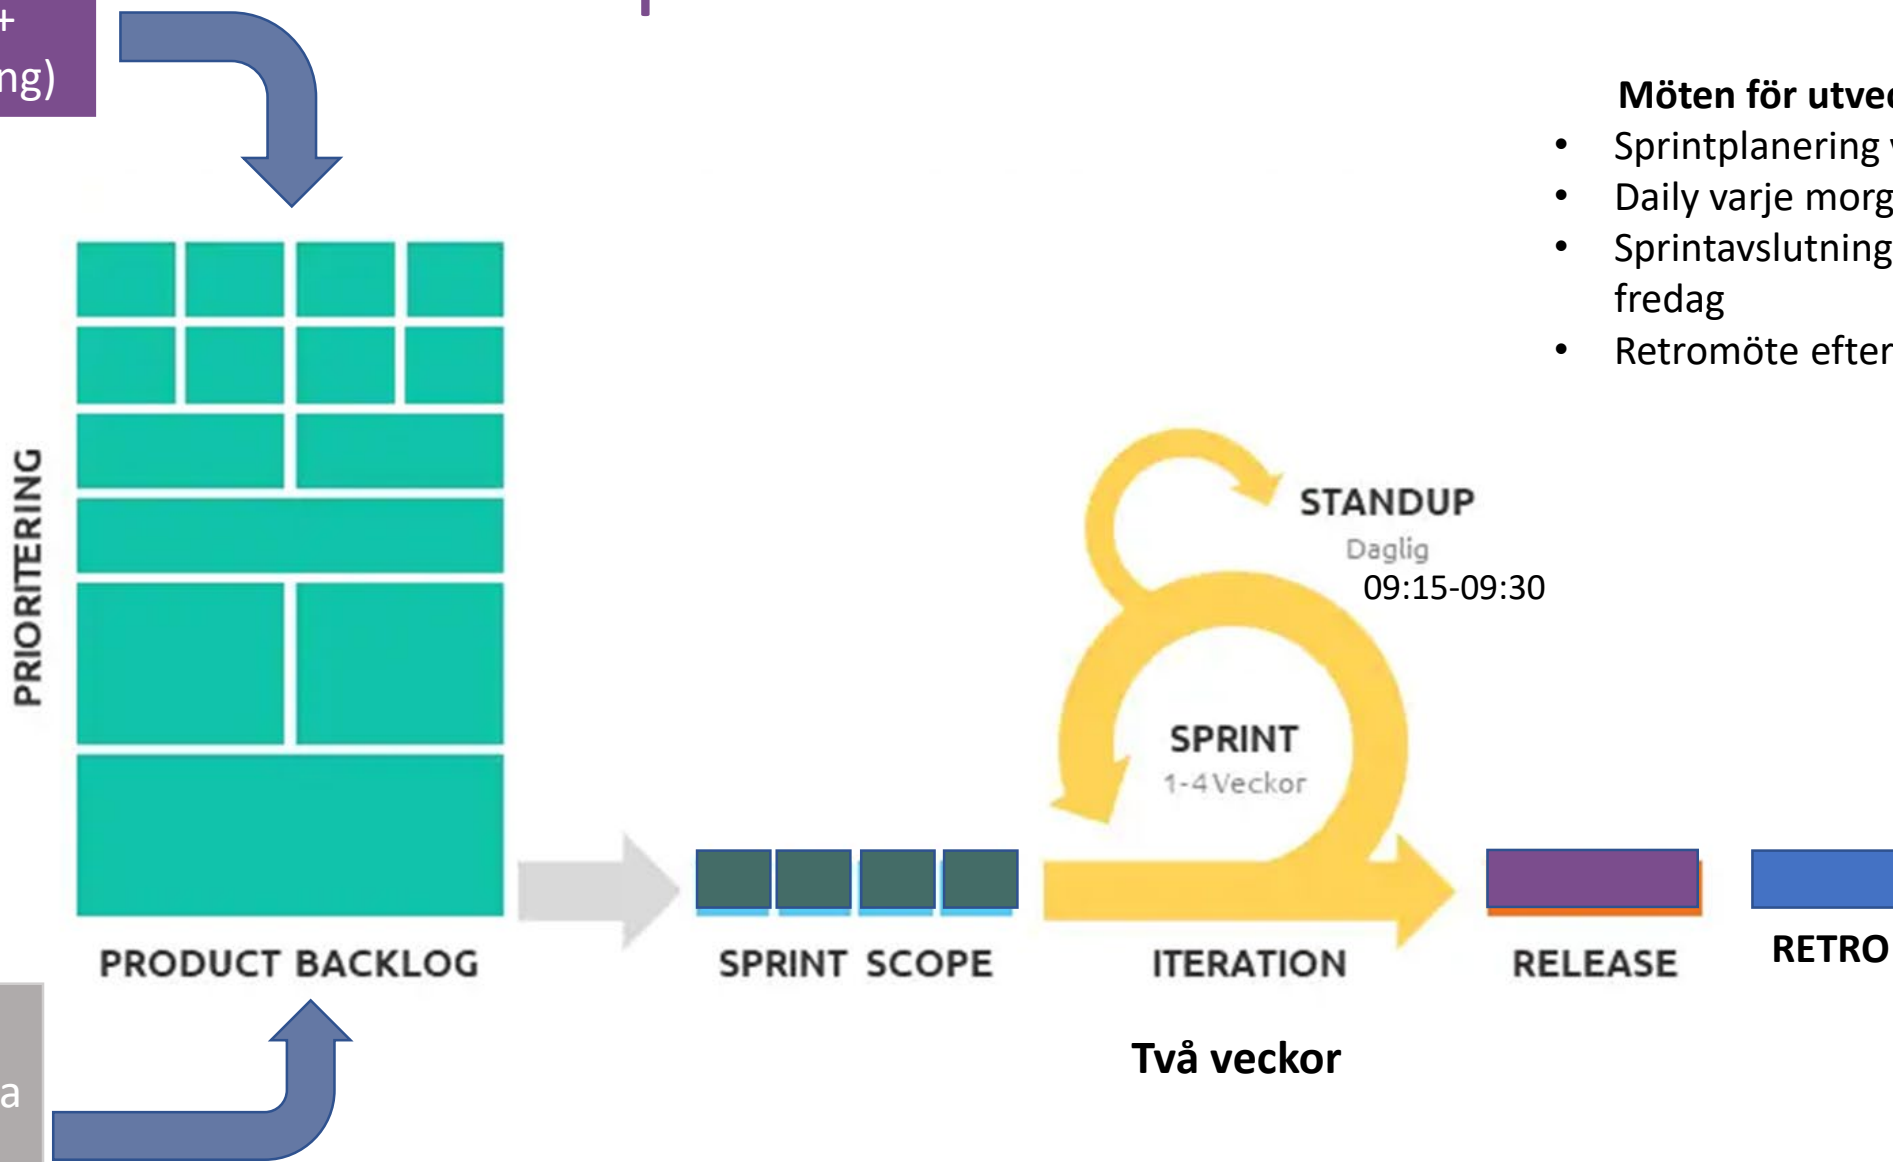 +
ng)
Möten för utvec
• Sprintplanering
• Daily varje morg
• Sprintavslutning
fredag
• Retromöte efter
PRIORITERING
STANDUP
Daglig
09:15-09:30
SPRINT
1-4 Veckor
PRODUCT BACKLOG
SPRINT SCOPE
ITERATION
RELEASE
RETRO
Två veckor
a